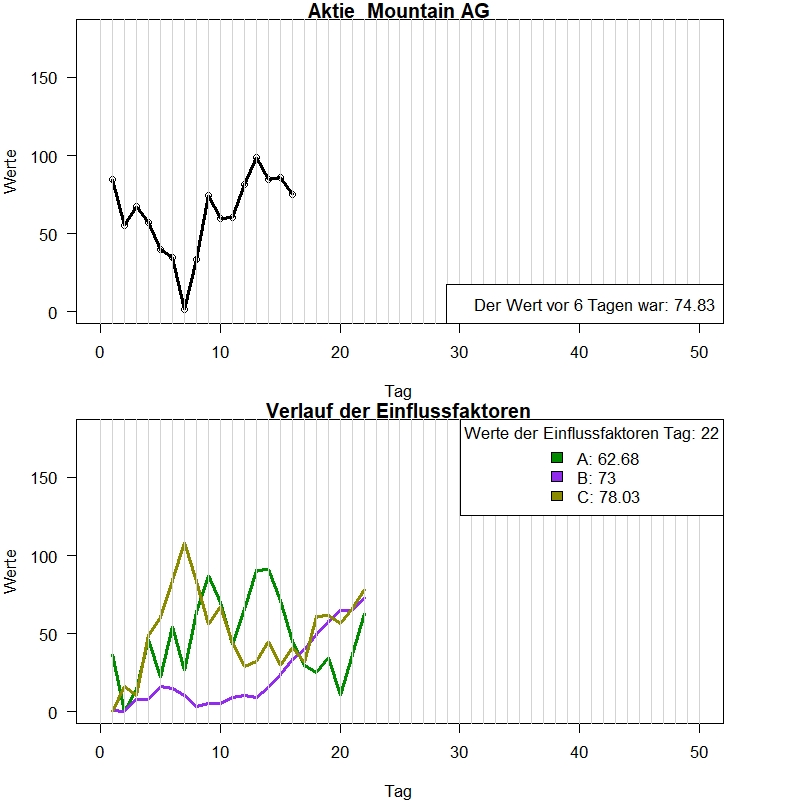 Aktie  Mountain AG
150
100
50
0
Werte
Der Wert vor 6 Tagen war: 74.83
0 10 20 30 40 50
Tag
Verlauf der Einflussfaktoren
Werte der Einflussfaktoren Tag: 22
A: 62.68
B: 73
C: 78.03
150
100
50
0
Werte
0 10 20 30 40 50
Tag